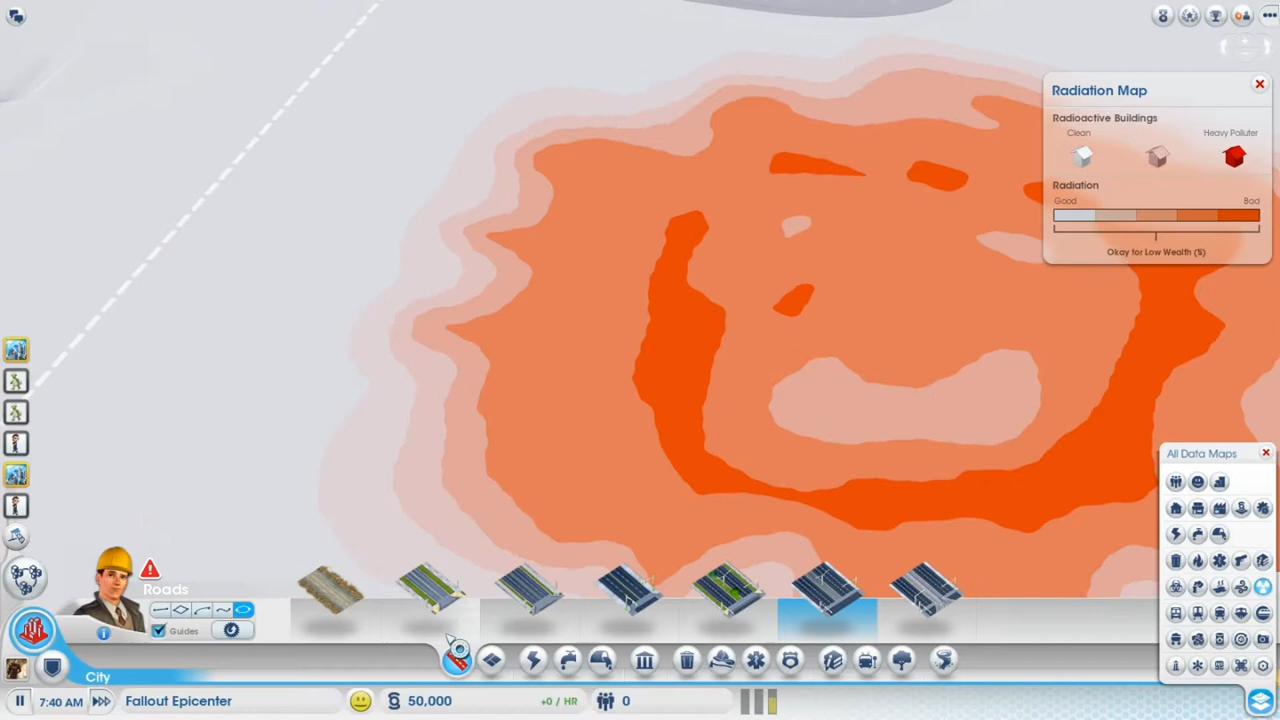 Radiation Map
Radioactive Buildings
Clean
Heavy Polluter
Radiation
Good
Bad
Okay for Low Wealth (§)
All Data Maps
Roads
Guides
City
7:40 AM
Fallout Epicenter
50,000
+0 / HR
0